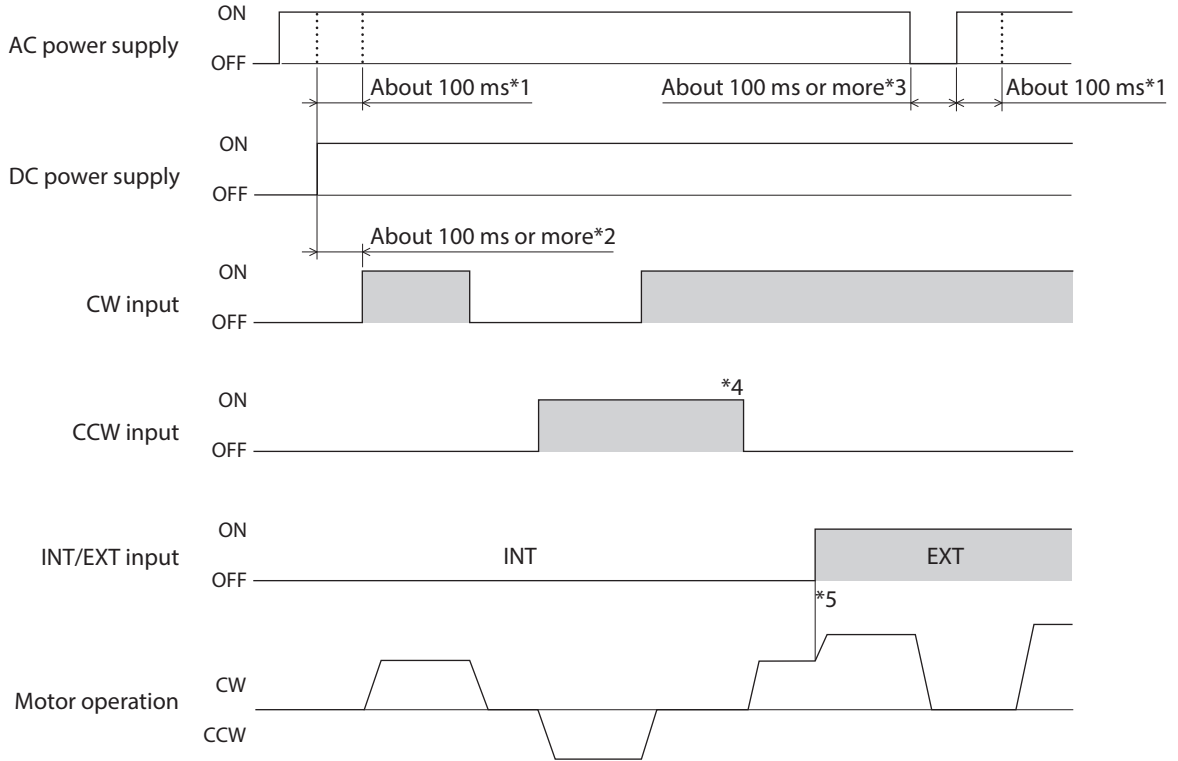 ON
AC power supply
OFF
About 100 ms*1
About 100 ms or more*3
About 100 ms*1
ON
DC power supply
OFF
About 100 ms or more*2
ON
CW input
OFF
*4
ON
CCW input
OFF
ON
INT/EXT input
INT
EXT
OFF
*5
CW
Motor operation
CCW